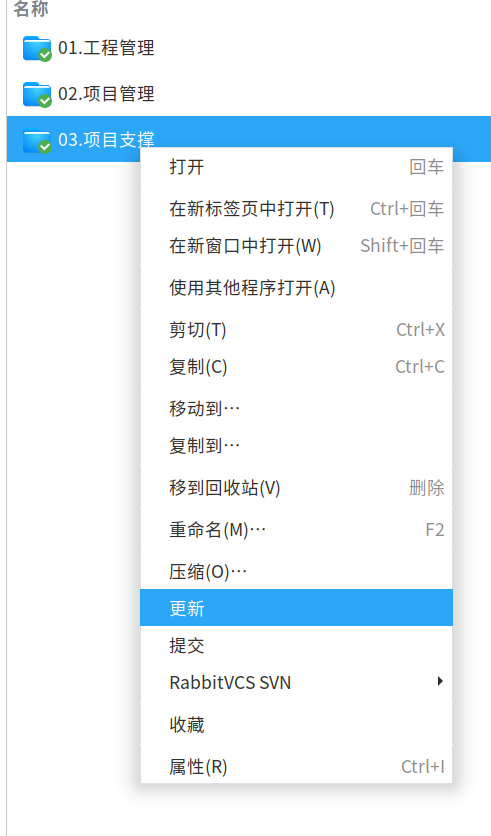 名称
01.工程管理
02.项目管理
03.项目支撑
打开 回车
在新标签页中打开(T) Ctrl+回车
在新窗口中打开(W) Shift+回车
使用其他程序打开(A)
剪切(T) Ctrl+X
复制(C) Ctrl+C
移动到…
复制到…
移到回收站(V) 删除
重命名(M)… F2
压缩(O)…
更新
提交
RabbitVCS SVN
收藏
属性(R) Ctrl+I